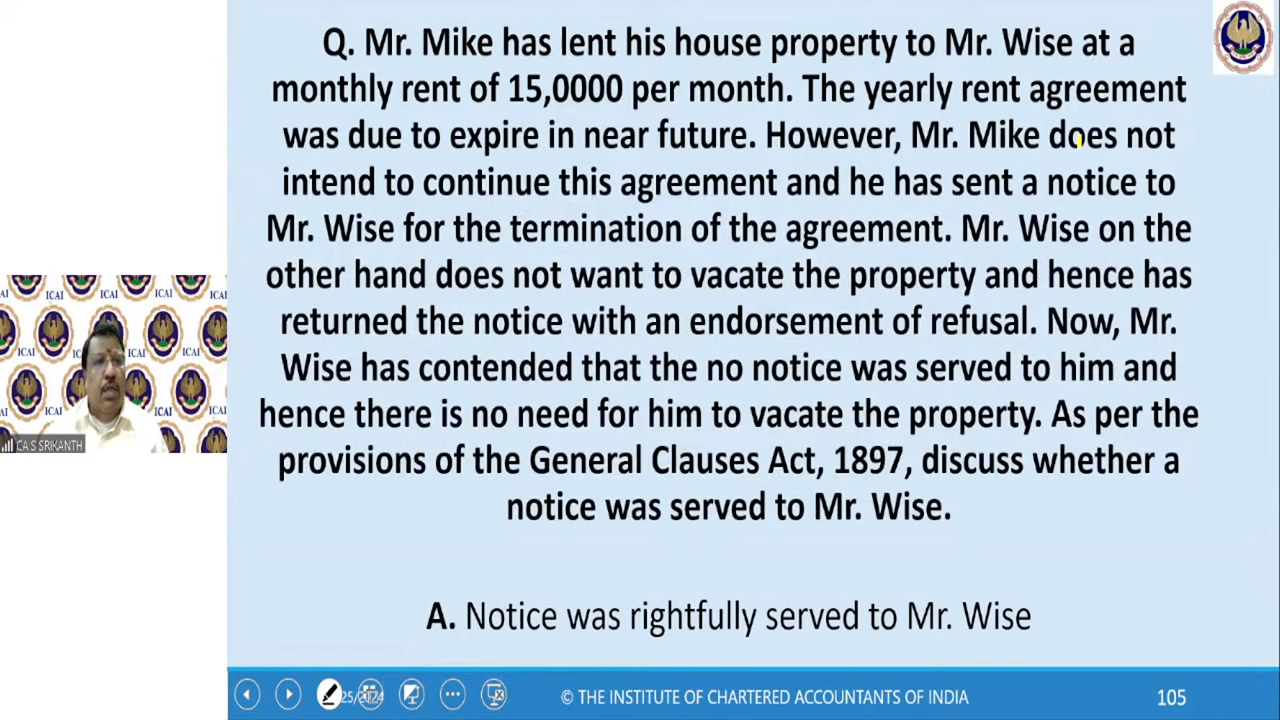 Q. Mr. Mike has lent his house property to Mr. Wise at a
monthly rent of 15,0000 per month. The yearly rent agreement
was due to expire in near future. However, Mr. Mike does not
intend to continue this agreement and he has sent a notice to
Mr. Wise for the termination of the agreement. Mr. Wise on the
other hand does not want to vacate the property and hence has
returned the notice with an endorsement of refusal. Now, Mr.
Wise has contended that the no notice was served to him and
hence there is no need for him to vacate the property. As per the
provisions of the General Clauses Act, 1897, discuss whether a
notice was served to Mr. Wise.
A. Notice was rightfully served to Mr. Wise
ICAI
ICAI
ICAI
ICAI
ICAI
CA S SRIKANTH
25/2024
© THE INSTITUTE OF CHARTERED ACCOUNTANTS OF INDIA
105